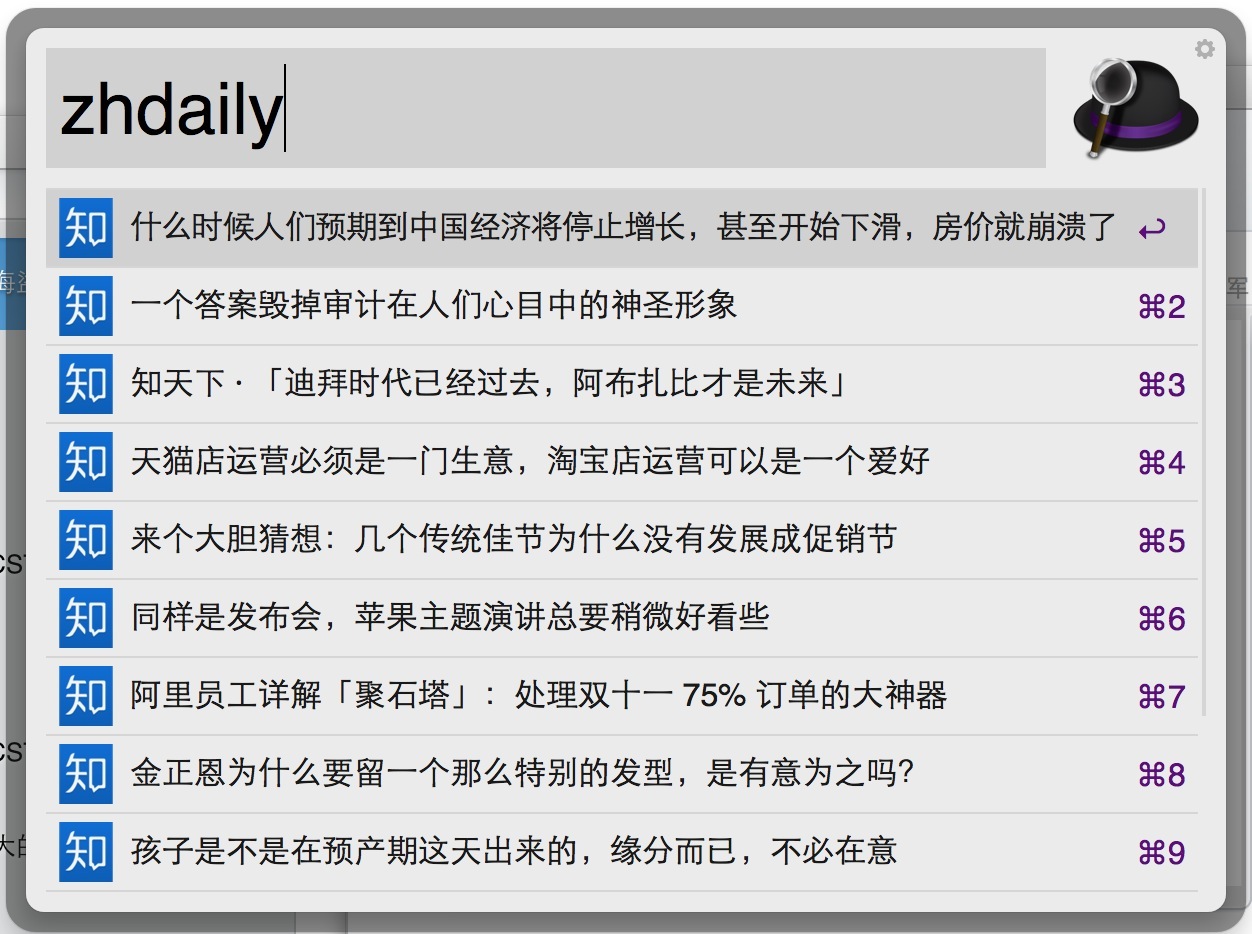 zhdaily
知 什么时候人们预期到中国经济将停止增长，甚至开始下滑，房价就崩溃了 ↩
知 一个答案毁掉审计在人们心目中的神圣形象 ⌘2
知 知天下 · 「迪拜时代已经过去，阿布扎比才是未来」 ⌘3
知 天猫店运营必须是一门生意，淘宝店运营可以是一个爱好 ⌘4
知 来个大胆猜想：几个传统佳节为什么没有发展成促销节 ⌘5
知 同样是发布会，苹果主题演讲总要稍微好看些 ⌘6
知 阿里员工详解「聚石塔」：处理双十一 75% 订单的大神器 ⌘7
知 金正恩为什么要留一个那么特别的发型，是有意为之吗？ ⌘8
知 孩子是不是在预产期这天出来的，缘分而已，不必在意 ⌘9
军